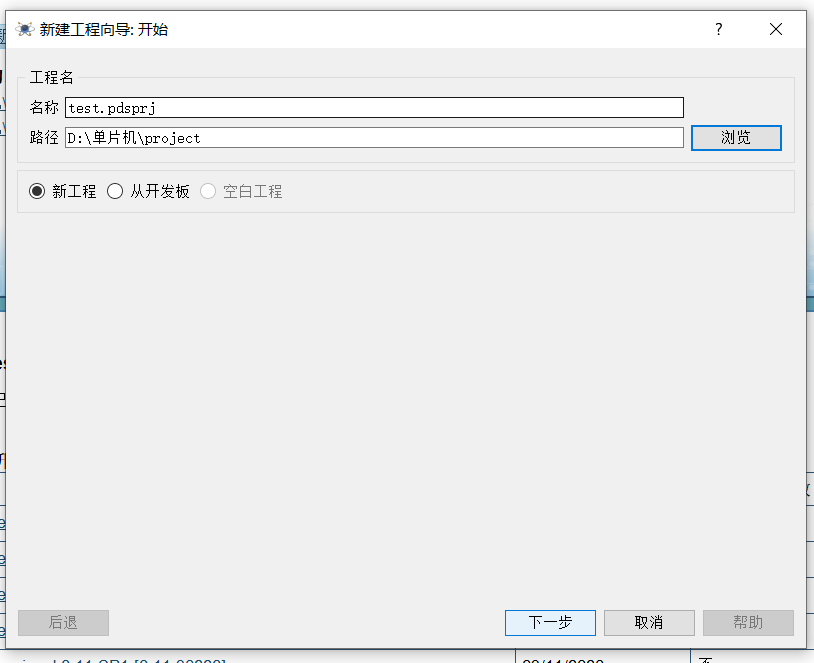 新建工程向导: 开始
?
工程名
名称 test.pdsprj
路径 D:\单片机\project 浏览
新工程 从开发板 空白工程
后退 下一步 取消 帮助